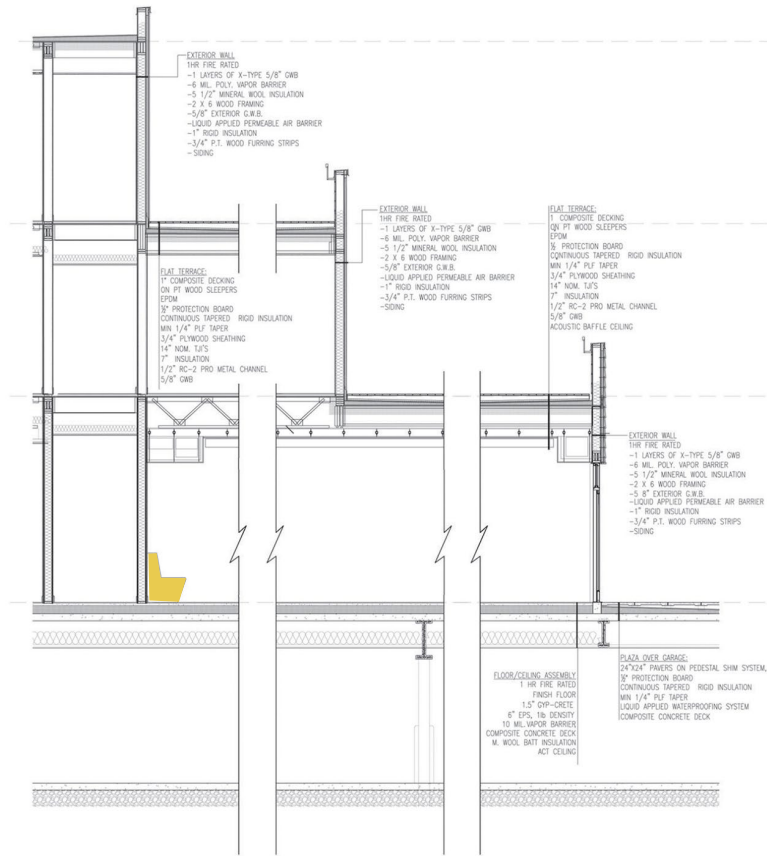 EXTERIOR WALL
1HR FIRE RATED
-1 LAYERS OF X-TYPE 5/8" GWB
-6 MIL. POLY. VAPOR BARRIER
-5 1/2" MINERAL WOOL INSULATION
-2 X 6 WOOD FRAMING
-5/8" EXTERIOR G.W.B.
-LIQUID APPLIED PERMEABLE AIR BARRIER
-1" RIGID INSULATION
-3/4" P.T. WOOD FURRING STRIPS
-SIDING
EXTERIOR WALL
1HR FIRE RATED
-1 LAYERS OF X-TYPE 5/8" GWB
-6 MIL. POLY. VAPOR BARRIER
-5 1/2" MINERAL WOOL INSULATION
-2 X 6 WOOD FRAMING
-5/8" EXTERIOR G.W.B.
-LIQUID APPLIED PERMEABLE AIR BARRIER
-1" RIGID INSULATION
-3/4" P.T. WOOD FURRING STRIPS
-SIDING
FLAT TERRACE:
1 COMPOSITE DECKING
ON PT WOOD SLEEPERS
EPDM
PROTECTION BOARD
CONTINUOUS TAPERED RIGID INSULATION
MIN 1/4" PLF TAPER
3/4" PLYWOOD SHEATHING
14" NOM. TJI'S
7" INSULATION
1/2" RC-2 PRO METAL CHANNEL
5/8" GWB
ACOUSTIC BAFFLE CEILING
FLAT TERRACE:
1" COMPOSITE DECKING
ON PT WOOD SLEEPERS
EPDM
PROTECTION BOARD
CONTINUOUS TAPERED RIGID INSULATION
MIN 1/4" PLF TAPER
3/4" PLYWOOD SHEATHING
14" NOM. TJI'S
7" INSULATION
1/2" RC-2 PRO METAL CHANNEL
5/8" GWB
EXTERIOR WALL
1HR FIRE RATED
-1 LAYERS OF X-TYPE 5/8" GWB
-6 MIL. POLY. VAPOR BARRIER
-5 1/2" MINERAL WOOL INSULATION
-2 X 6 WOOD FRAMING
-5 8" EXTERIOR G.W.B.
-LIQUID APPLIED PERMEABLE AIR BARRIER
-1" RIGID INSULATION
-3/4" P.T. WOOD FURRING STRIPS
-SIDING
FLOOR/CEILING ASSEMBLY
1 HR FIRE RATED
FINISH FLOOR
1.5" GYP-CRETE
6" EPS, 1lb DENSITY
10 MIL.VAPOR BARRIER
COMPOSITE CONCRETE DECK
M. WOOL BATT INSULATION
ACT CEILING
PLAZA OVER GARAGE:
24"X24" PAVERS ON PEDESTAL SHIM SYSTEM,
PROTECTION BOARD
CONTINUOUS TAPERED RIGID INSULATION
MIN 1/4" PLF TAPER
LIQUID APPLIED WATERPROOFING SYSTEM
COMPOSITE CONCRETE DECK